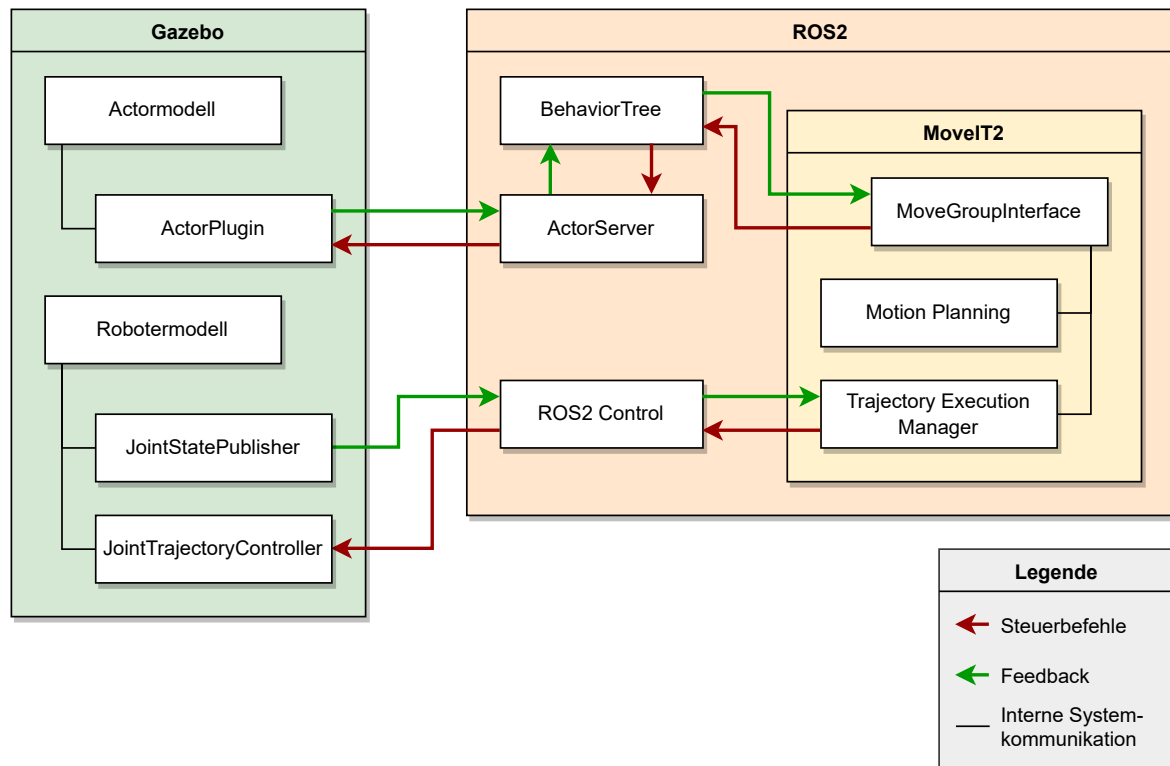 Gazebo
Actormodell
ActorPlugin
Robotermodell
JointStatePublisher
JointTrajectoryController
ROS2
BehaviorTree
ActorServer
ROS2 Control
MoveIT2
MoveGroupInterface
Motion Planning
Trajectory Execution
Manager
Legende
Steuerbefehle
Feedback
Interne System-
kommunikation